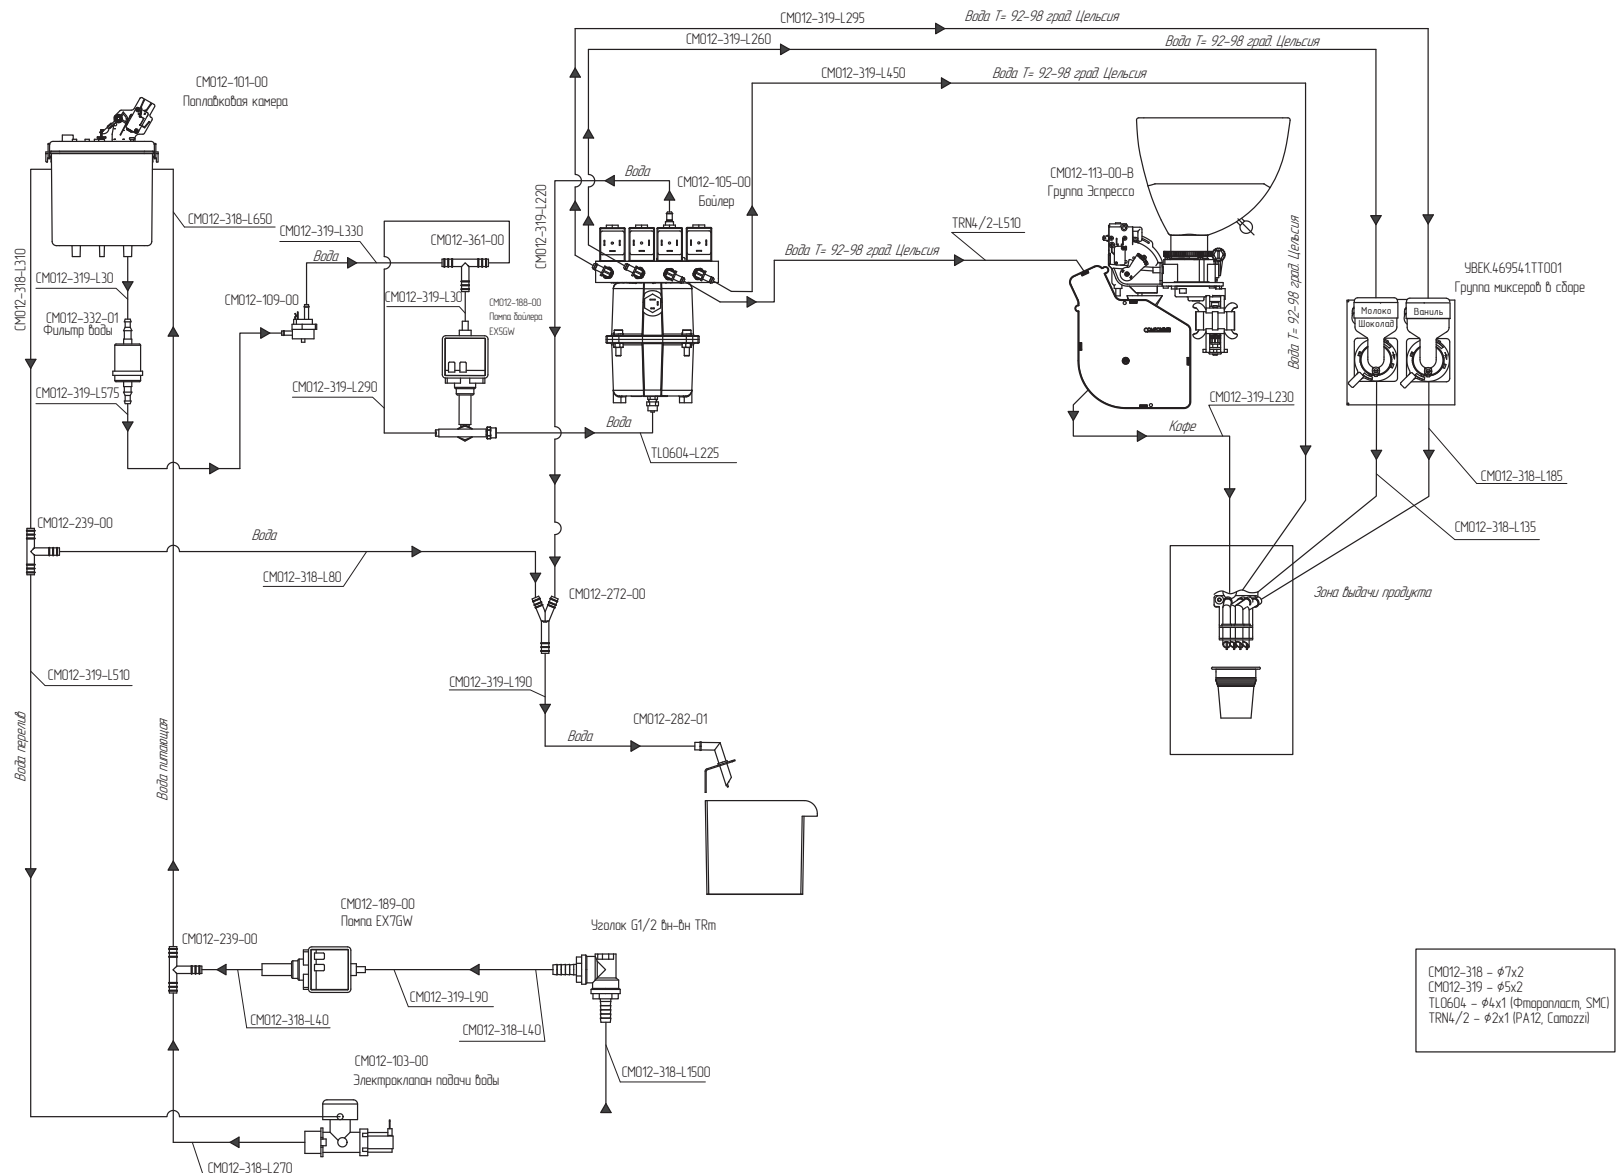 СМ012-319-L295
Вода Т= 92-98 град. Цельсия
СМ012-319-L260
Вода Т= 92-98 град. Цельсия
СМ012-319-L450
Вода Т= 92-98 град. Цельсия
СМ012-101-00
Поплавковая камера
Вода
СМ012-105-00
Бойлер
СМ012-319-L220
СМ012-113-00-В
Группа Эспрессо
СМ012-318-L650
СМ012-319-L330
СМ012-361-00
TRN4/2-L510
Вода
Вода Т= 92-98 град. Цельсия
Вода Т= 92-98 град. Цельсия
СМ012-318-L310
СМ012-319-L30
СМ012-109-00
СМ012-319-L30
СМ012-188-00
Помпа бойлера
EX5GW
УВЕК.469541.ТТ001
Группа миксеров в сборе
Молоко
Шоколад
Ваниль
СМ012-332-01
Фильтр воды
СМ012-319-L575
СМ012-319-L290
Вода
TL0604-L225
СМ012-319-L230
Кофе
СМ012-318-L185
СМ012-318-L135
СМ012-239-00
Вода
СМ012-318-L80
СМ012-272-00
Зона выдачи продукта
СМ012-319-L510
СМ012-319-L190
СМ012-282-01
Вода
Вода перелив
Вода питающая
СМ012-189-00
Помпа EX7GW
Уголок G1/2 вн-вн TRm
СМ012-239-00
СМ012-319-L90
СМ012-318-L40
СМ012-318-L40
СМ012-103-00
Электроклапан подачи воды
СМ012-318-L1500
СМ012-318-L270
СМ012-318 - ϕ7х2
СМ012-319 - ϕ5х2
TL0604 - ϕ4х1 (Фторопласт, SMC)
TRN4/2 - ϕ2х1 (PA12, Camozzi)